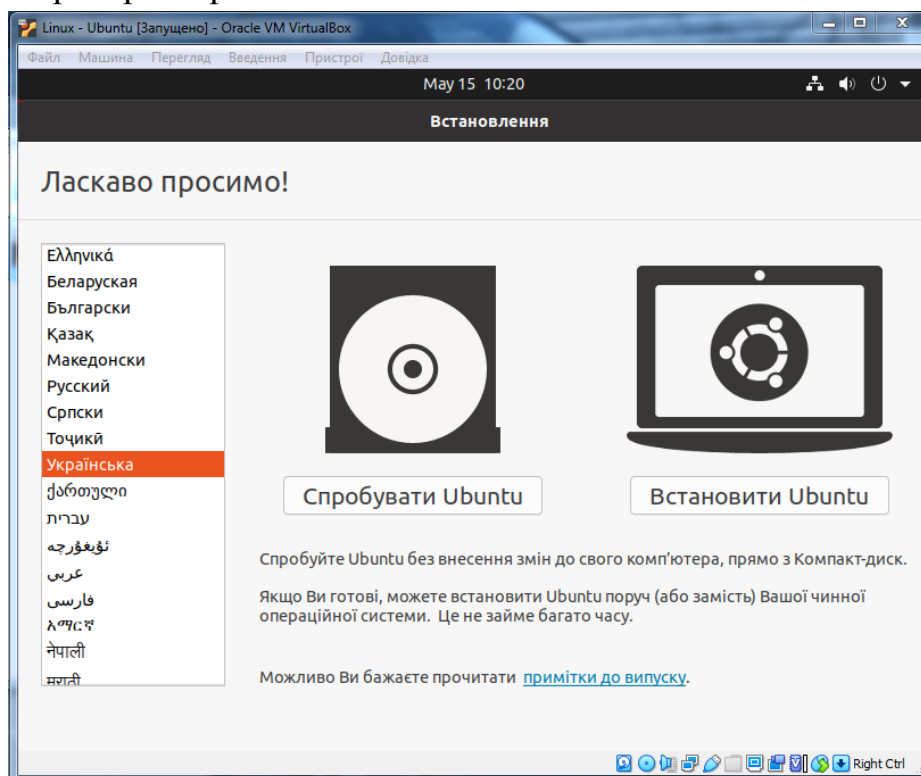 Linux - Ubuntu [Запущено] - Oracle VM VirtualBox
Файл Машина Перегляд Введення Пристрої Довідка
May 15 10:20
Встановлення
Ласкаво просимо!
Ελληνικά
Беларуская
Български
Қазақ
Македонски
Русский
Српски
Тоҷикӣ
Українська
ქართული
עברית
ئۇيغۇرچە
عربي
فارسی
አማርኛ
नेपाली
मराठी
Спробувати Ubuntu
Встановити Ubuntu
Спробуйте Ubuntu без внесення змін до свого комп'ютера, прямо з Компакт-диск.
Якщо Ви готові, можете встановити Ubuntu поруч (або замість) Вашої чинної
операційної системи. Це не займе багато часу.
Можливо Ви бажаєте прочитати примітки до випуску.
Right Ctrl